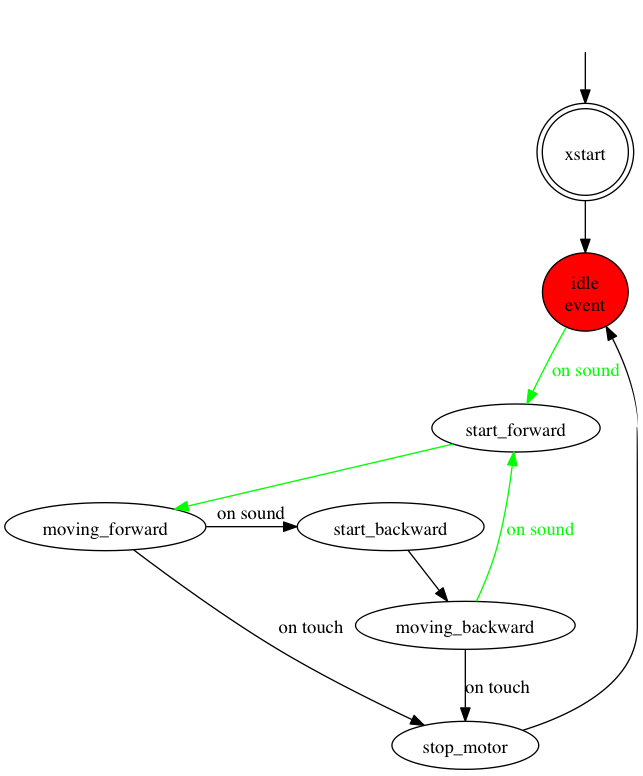 xstart
idle
event
on sound
start_forward
on sound
moving_forward
start_backward
on sound
on touch
moving_backward
on touch
stop_motor